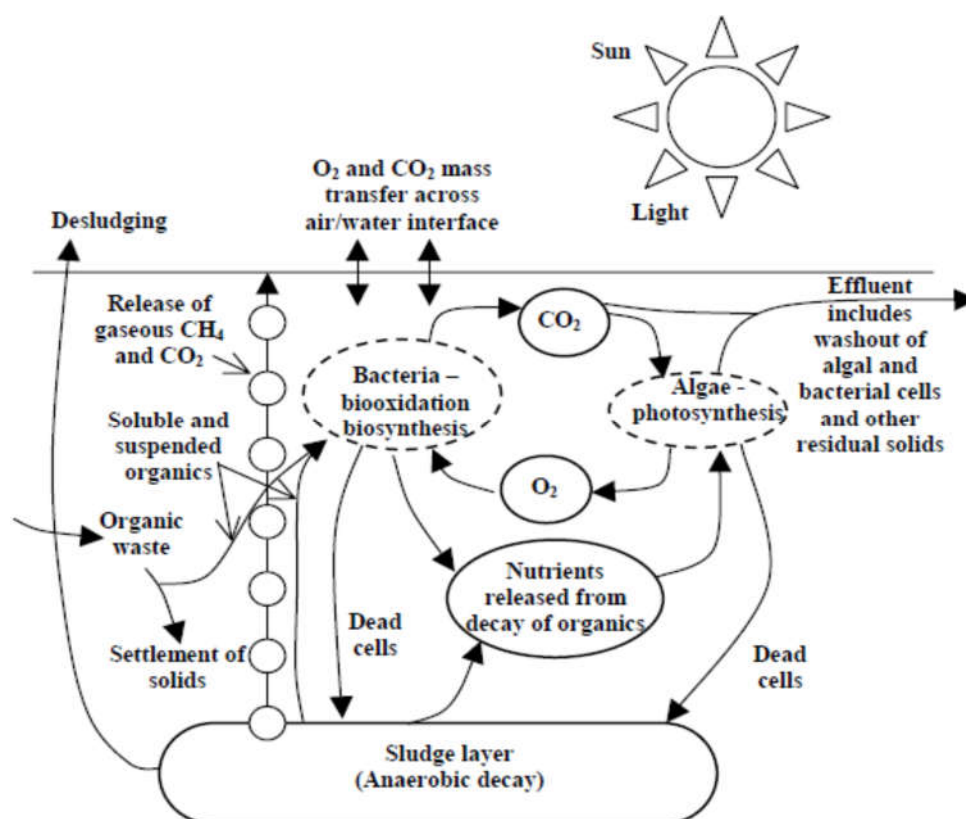 Sun
Light
O₂ and CO₂ mass
transfer across
air/water interface
Desludging
Release of
gaseous CH₄
and CO₂
CO₂
Effluent
includes
washout of
algal and
bacterial cells
and other
residual solids
Bacteria –
biooxidation
biosynthesis
Algae -
photosynthesis
Soluble and
suspended
organics
O₂
Organic
waste
Nutrients
released from
decay of organics
Settlement of
solids
Dead
cells
Dead
cells
Sludge layer
(Anaerobic decay)